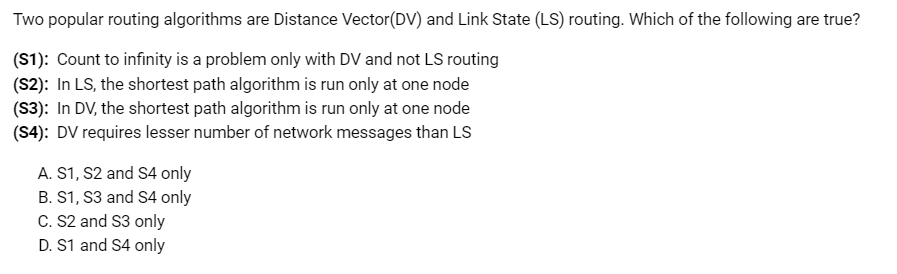 Two popular routing algorithms are Distance Vector(DV) and Link State (LS) routing. Which of the following are true?
(S1): Count to infinity is a problem only with DV and not LS routing
(S2): In LS, the shortest path algorithm is run only at one node
(S3): In DV, the shortest path algorithm is run only at one node
(S4): DV requires lesser number of network messages than LS
A. S1, S2 and S4 only
B. S1, S3 and S4 only
C. S2 and S3 only
D. S1 and S4 only